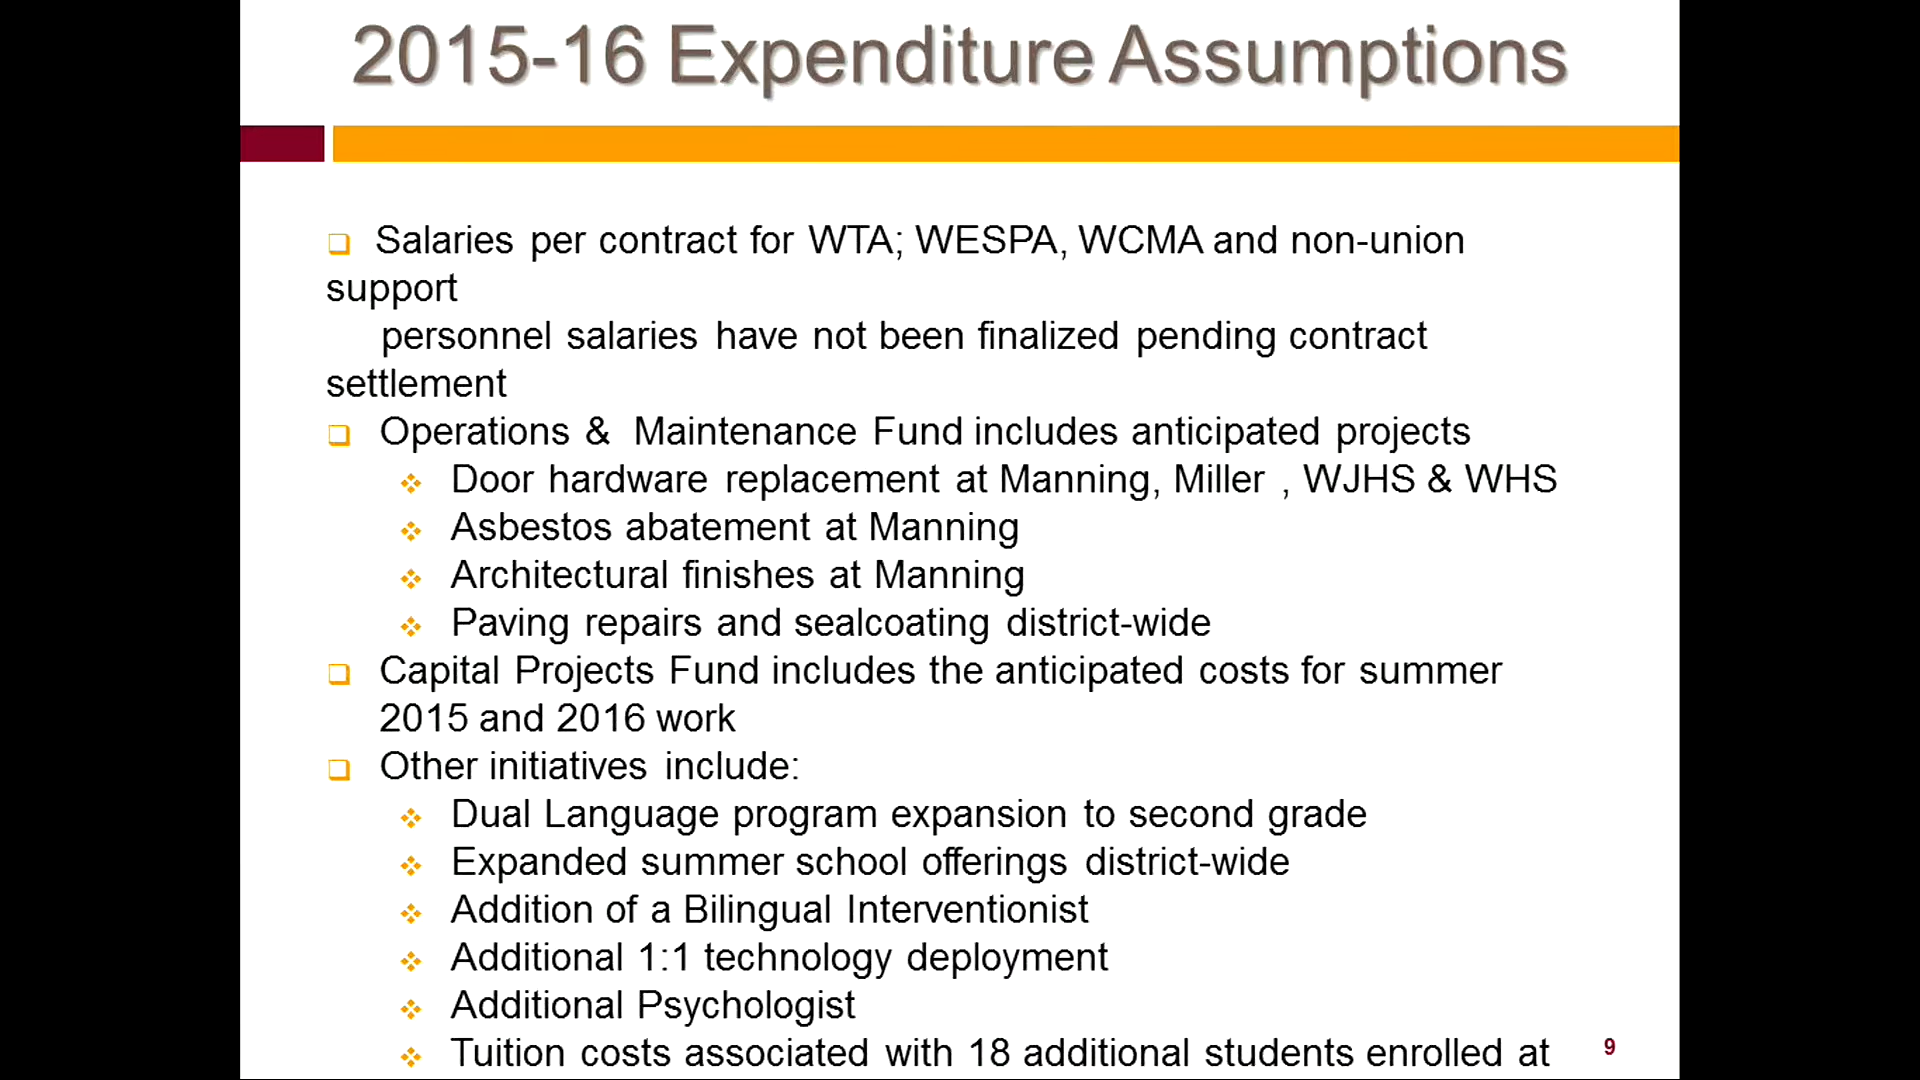 2015-16 Expenditure Assumptions
Salaries per contract for WTA; WESPA, WCMA and non-union
support
personnel salaries have not been finalized pending contract
settlement
Operations & Maintenance Fund includes anticipated projects
Door hardware replacement at Manning, Miller , WJHS & WHS
Asbestos abatement at Manning
Architectural finishes at Manning
Paving repairs and sealcoating district-wide
Capital Projects Fund includes the anticipated costs for summer
2015 and 2016 work
Other initiatives include:
Dual Language program expansion to second grade
Expanded summer school offerings district-wide
Addition of a Bilingual Interventionist
Additional 1:1 technology deployment
Additional Psychologist
Tuition costs associated with 18 additional students enrolled at
9